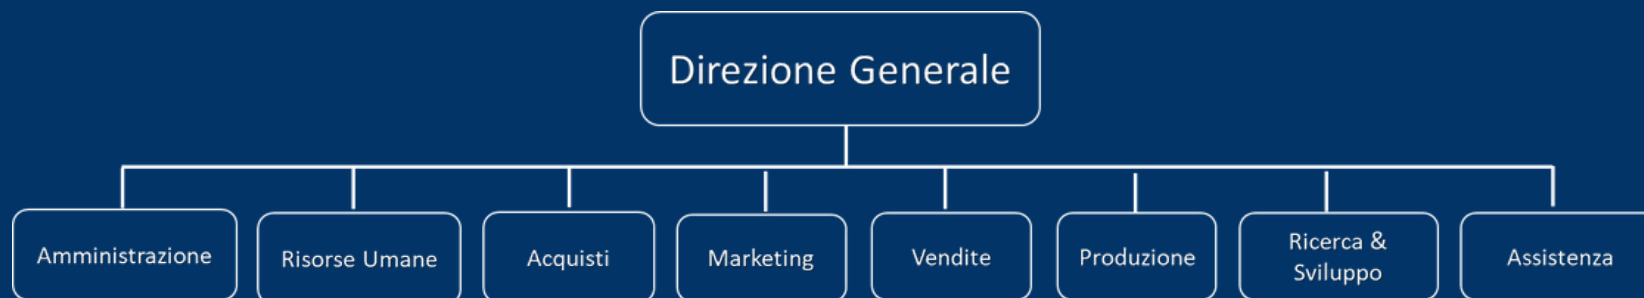 Direzione Generale
Amministrazione
Risorse Umane
Acquisti
Marketing
Vendite
Produzione
Ricerca &
Sviluppo
Assistenza